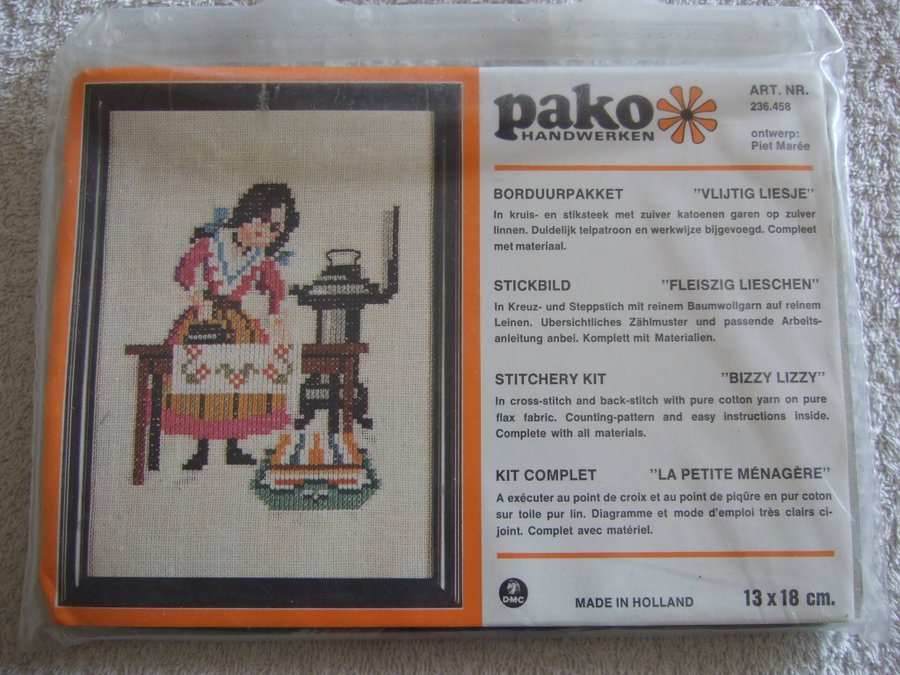 pako
HANDWERKEN
ART. NR.
236.458
ontwerp:
Piet Marée
BORDUURPAKKET "VLIJTIG LIESJE"
In kruis- en stiksteek met zuiver katoenen garen op zuiver
linnen. Duidelijk telpatroon en werkwijze bijgevoegd. Compleet
met materiaal.
STICKBILD "FLEISZIG LIESCHEN"
In Kreuz- und Steppstich mit reinem Baumwollgarn auf reinem
Leinen. Ubersichtliches Zählmuster und passende Arbeits-
anleitung anbei. Komplett mit Materialien.
STITCHERY KIT "BIZZY LIZZY"
In cross-stitch and back-stitch with pure cotton yarn on pure
flax fabric. Counting-pattern and easy instructions inside.
Complete with all materials.
KIT COMPLET "LA PETITE MÉNAGÈRE"
A exécuter au point de croix et au point de piqûre en pur coton
sur toile pur lin. Diagramme et mode d'emploi très clairs ci-
joint. Complet avec matériel.
DMC
MADE IN HOLLAND
13 x 18 cm.